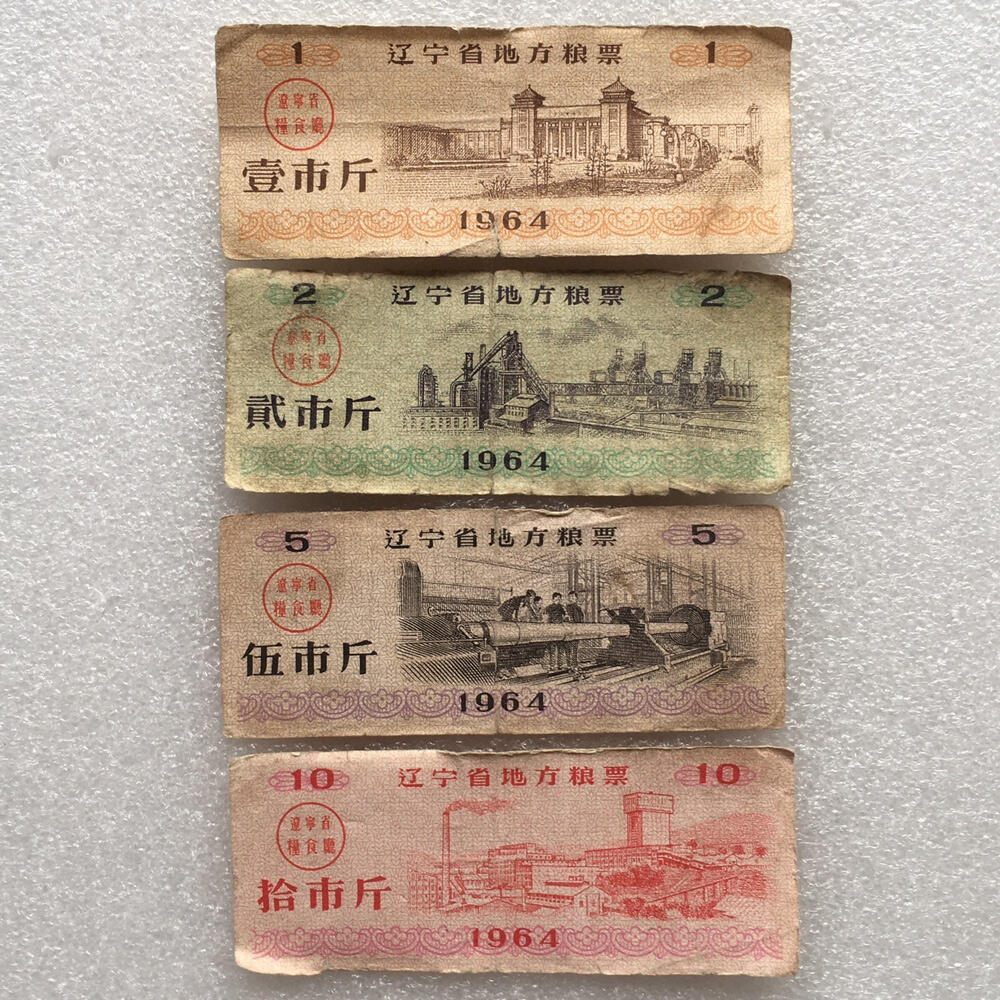 1 辽宁省地方粮票 1
遼寧省
糧食廳
壹市斤
1964
2 辽宁省地方粮票 2
遼寧省
糧食廳
貳市斤
1964
5 辽宁省地方粮票 5
遼寧省
糧食廳
伍市斤
1964
10 辽宁省地方粮票 10
遼寧省
糧食廳
拾市斤
1964